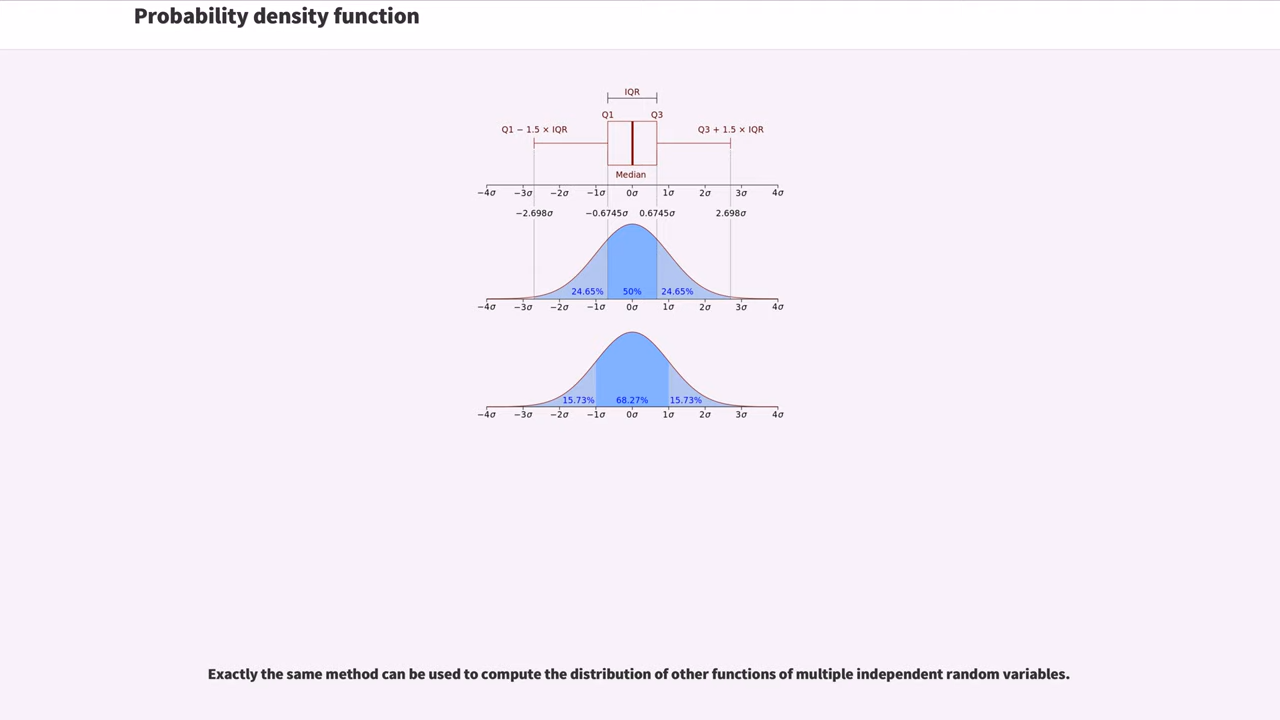 Probability density function
IQR
Q1 Q3
Q1 − 1.5 × IQR Q3 + 1.5 × IQR
Median
−4σ −3σ −2σ −1σ 0σ 1σ 2σ 3σ 4σ
−2.698σ −0.6745σ 0.6745σ 2.698σ
24.65% 50% 24.65%
−4σ −3σ −2σ −1σ 0σ 1σ 2σ 3σ 4σ
15.73% 68.27% 15.73%
−4σ −3σ −2σ −1σ 0σ 1σ 2σ 3σ 4σ
Exactly the same method can be used to compute the distribution of other functions of multiple independent random variables.